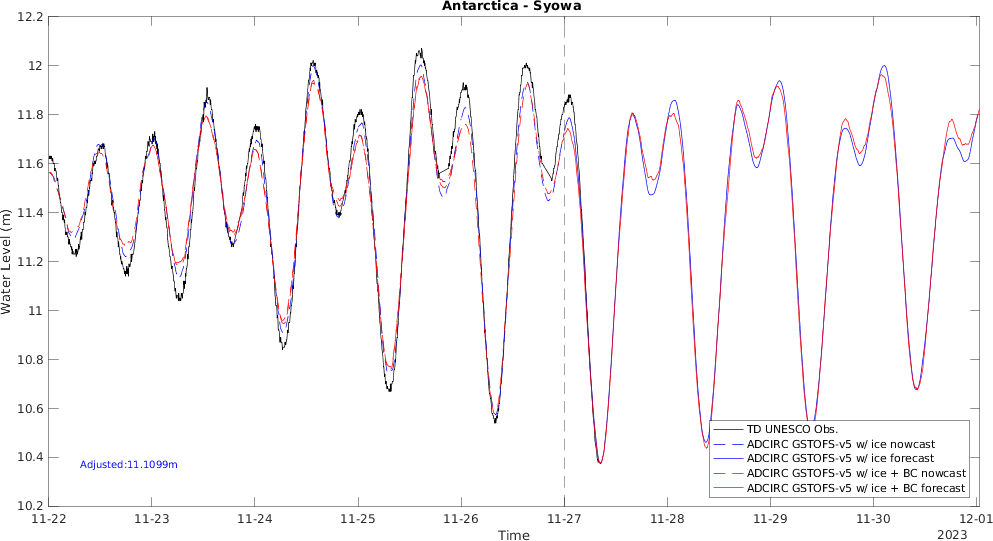 Antarctica - Syowa
Water Level (m)
12.2
12
11.8
11.6
11.4
11.2
11
10.8
10.6
10.4
10.2
Adjusted:11.1099m
TD UNESCO Obs.
ADCIRC GSTOFS-v5 w/ ice nowcast
ADCIRC GSTOFS-v5 w/ ice forecast
ADCIRC GSTOFS-v5 w/ ice + BC nowcast
ADCIRC GSTOFS-v5 w/ ice + BC forecast
11-22 11-23 11-24 11-25 11-26 11-27 11-28 11-29 11-30 12-01
Time
2023